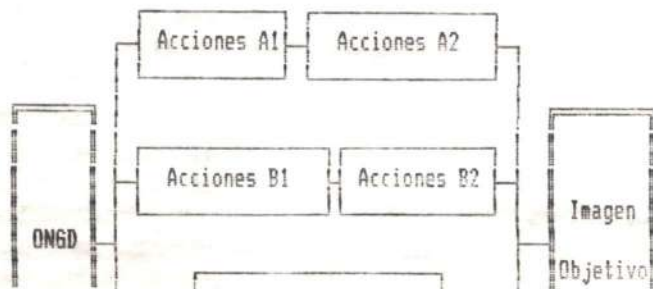 Acciones A1
Acciones A2
Acciones B1
Acciones B2
ONGD
Imagen
Objetivo